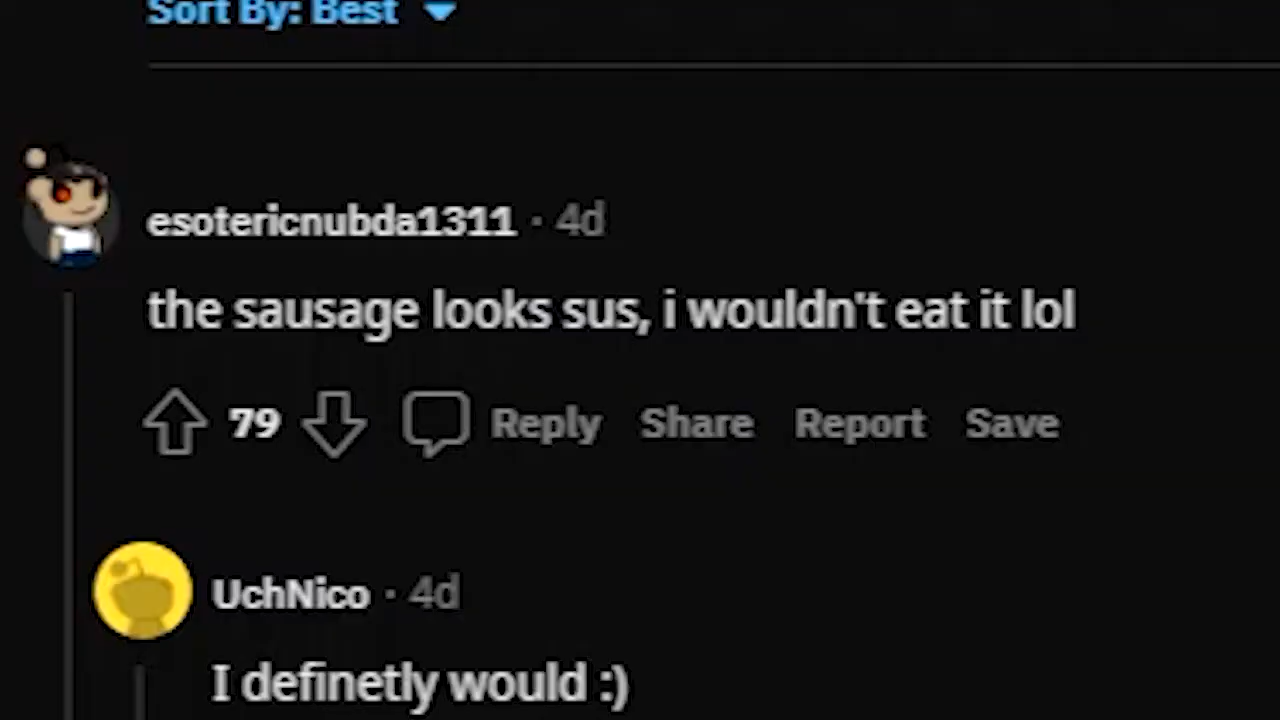 Sort By: Best
esotericnubda1311 · 4d
the sausage looks sus, i wouldn't eat it lol
79 Reply Share Report Save
UchNico · 4d
I definetly would :)